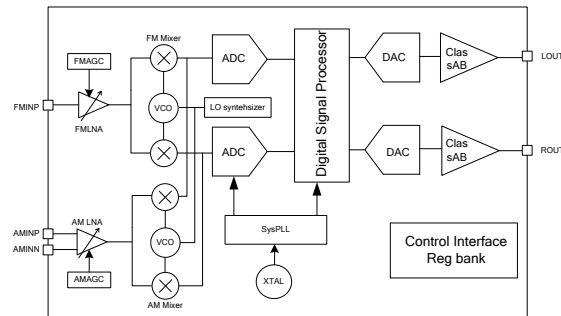 FM Mixer
FMAGC
FMINP
FMLNA
VCO
LO syntehsizer
ADC
ADC
Digital Signal Processor
DAC
DAC
Clas
sAB
Clas
sAB
LOUT
ROUT
AM LNA
AMINP
AMINN
AMAGC
VCO
AM Mixer
SysPLL
XTAL
Control Interface
Reg bank